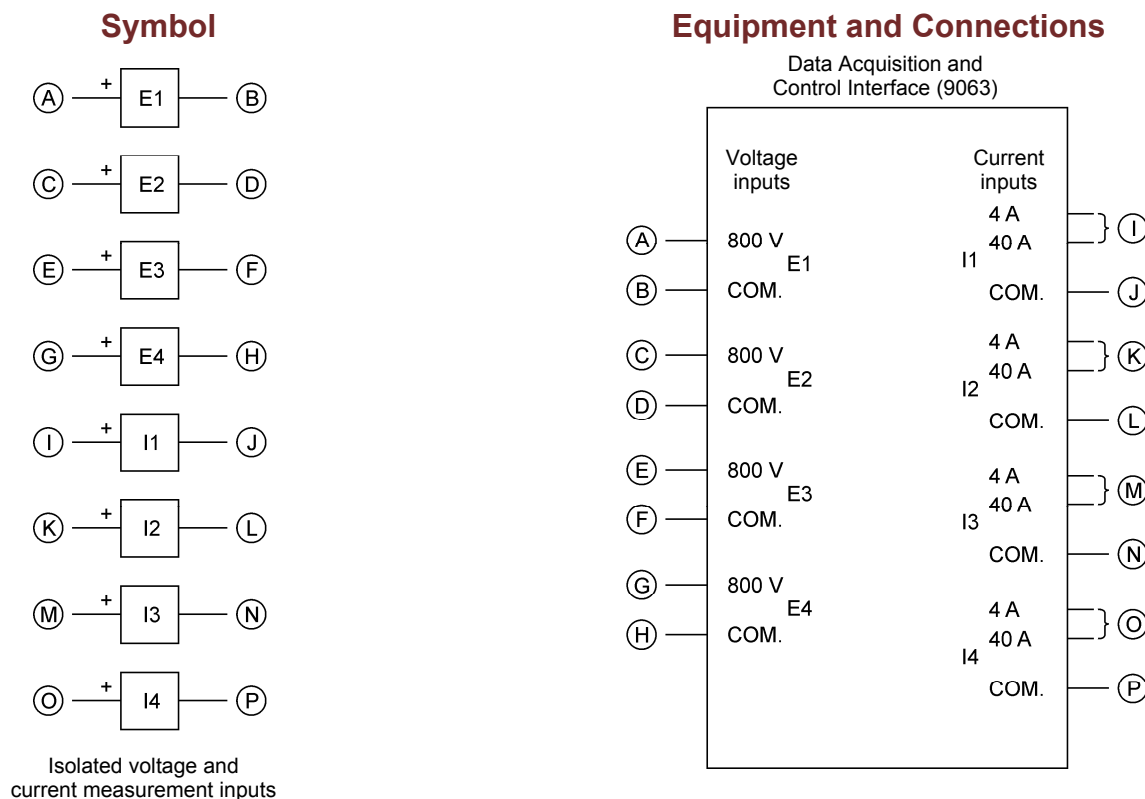 Symbol
A + E1 B
C + E2 D
E + E3 F
G + E4 H
I + I1 J
K + I2 L
M + I3 N
O + I4 P
Isolated voltage and
current measurement inputs
Equipment and Connections
Data Acquisition and
Control Interface (9063)
Voltage
inputs
A 800 V
E1
B COM.
C 800 V
E2
D COM.
E 800 V
E3
F COM.
G 800 V
E4
H COM.
Current
inputs
4 A
I
40 A
I1
COM. J
4 A
K
40 A
I2
COM. L
4 A
M
40 A
I3
COM. N
4 A
O
40 A
I4
COM. P